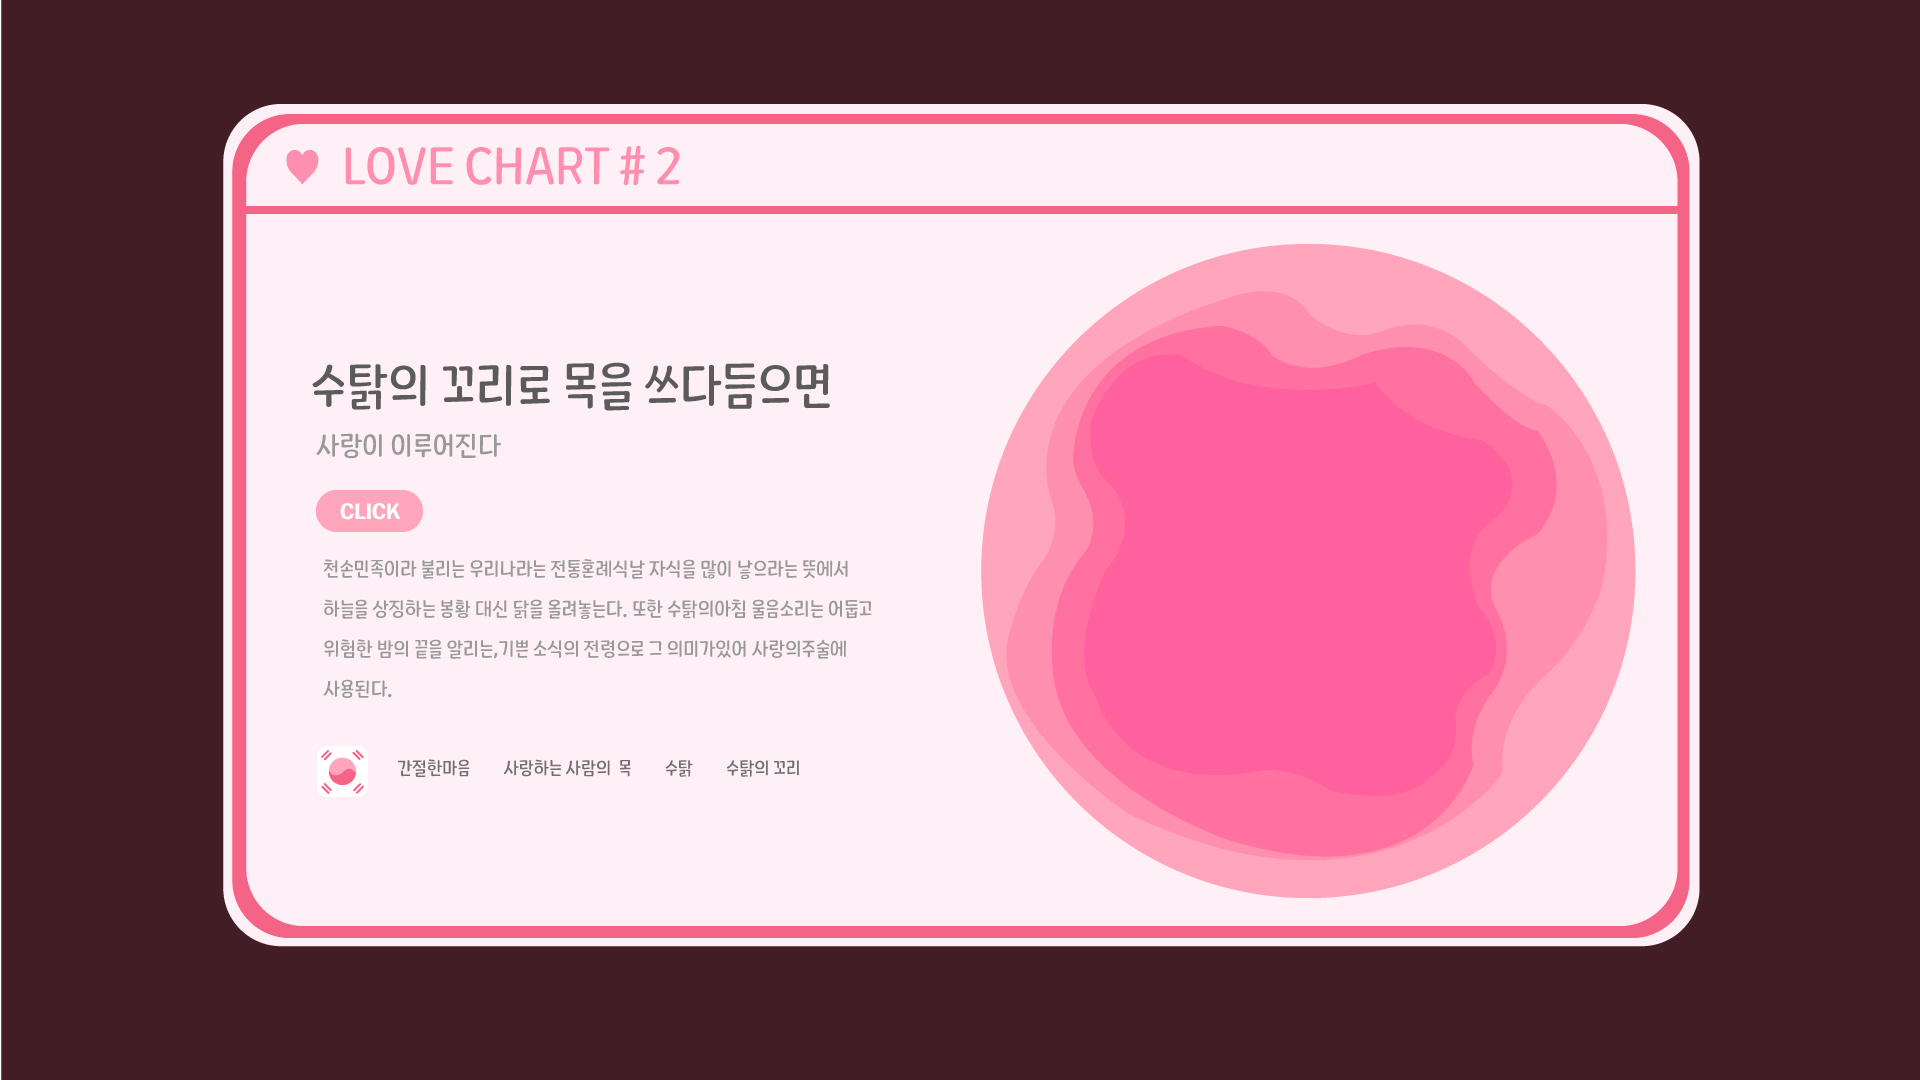 LOVE CHART # 2
수탉의 꼬리로 목을 쓰다듬으면
사랑이 이루어진다
CLICK
천손민족이라 불리는 우리나라는 전통혼례식날 자식을 많이 낳으라는 뜻에서
하늘을 상징하는 봉황 대신 닭을 올려놓는다. 또한 수탉의아침 울음소리는 어둡고
위험한 밤의 끝을 알리는,기쁜 소식의 전령으로 그 의미가있어 사랑의주술에
사용된다.
간절한마음 사랑하는 사람의 목 수탉 수탉의 꼬리